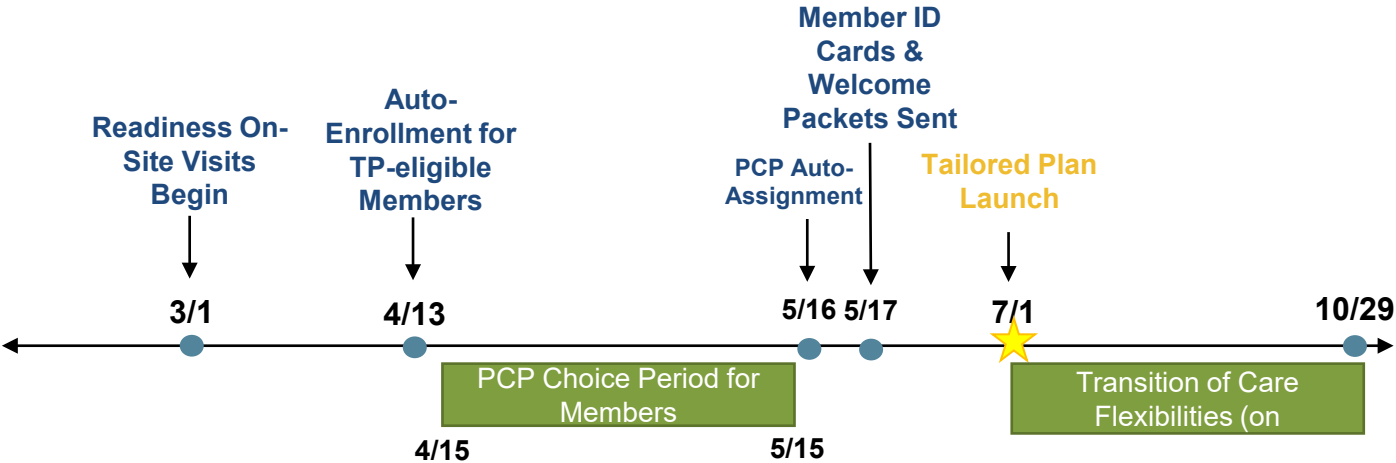 Member ID
Cards &
Welcome
Packets Sent
Auto-
Enrollment for
TP-eligible
Members
Readiness On-
Site Visits
Begin
PCP Auto-
Assignment
Tailored Plan
Launch
3/1
4/13
5/16
5/17
7/1
10/29
PCP Choice Period for
Members
Transition of Care
Flexibilities (on
4/15
5/15